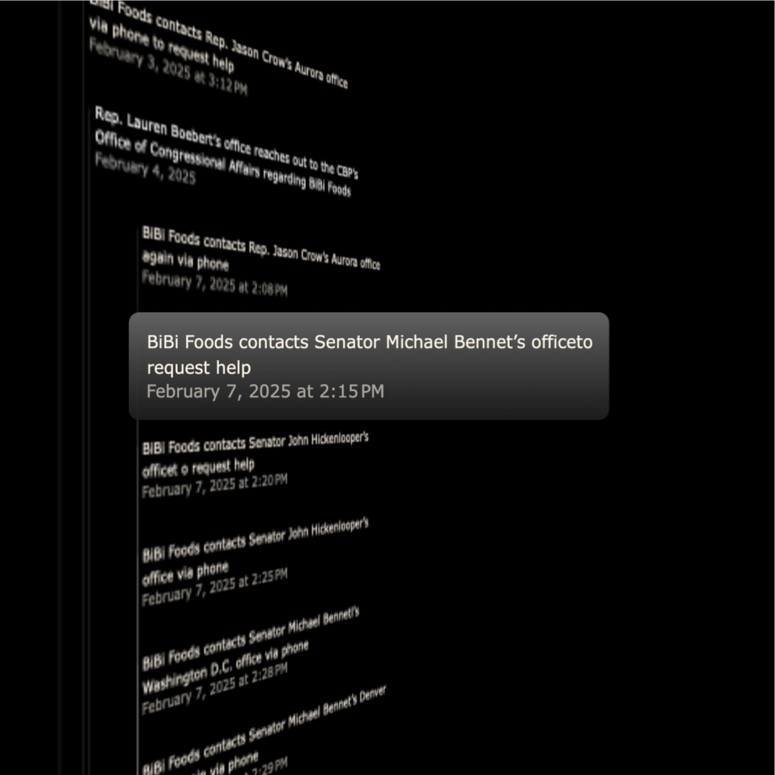 BiBi Foods contacts Rep. Jason Crow's Aurora office
via phone to request help
February 3, 2025 at 3:12 PM
Rep. Lauren Boebert's office reaches out to the CBP's
Office of Congressional Affairs regarding BiBi Foods
February 4, 2025
BiBi Foods contacts Rep. Jason Crow's Aurora office
again via phone
February 7, 2025 at 2:08 PM
BiBi Foods contacts Senator Michael Bennet’s officeto
request help
February 7, 2025 at 2:15 PM
BiBi Foods contacts Senator John Hickenlooper's
officet o request help
February 7, 2025 at 2:20 PM
BiBi Foods contacts Senator John Hickenlooper's
office via phone
February 7, 2025 at 2:25 PM
BiBi Foods contacts Senator Michael Bennet's
Washington D.C. office via phone
February 7, 2025 at 2:28 PM
BiBi Foods contacts Senator Michael Bennet's Denver
via phone
:29 PM